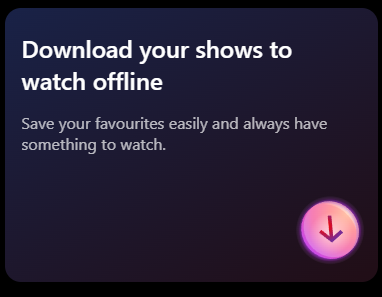 Download your shows to
watch offline
Save your favourites easily and always have
something to watch.